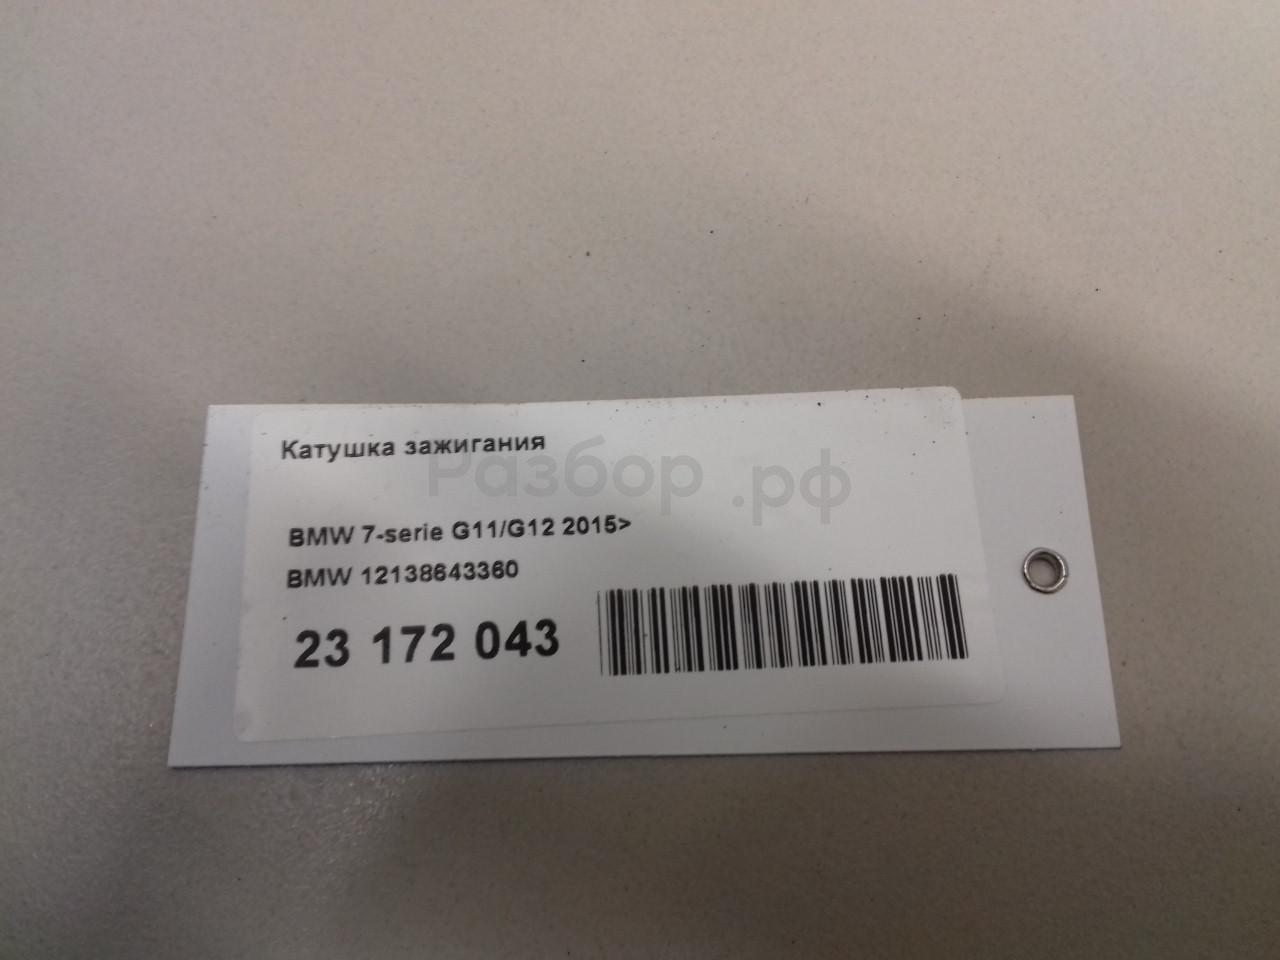 Катушка зажигания
Разбор.рф
BMW 7-serie G11/G12 2015>
BMW 12138643360
23 172 043